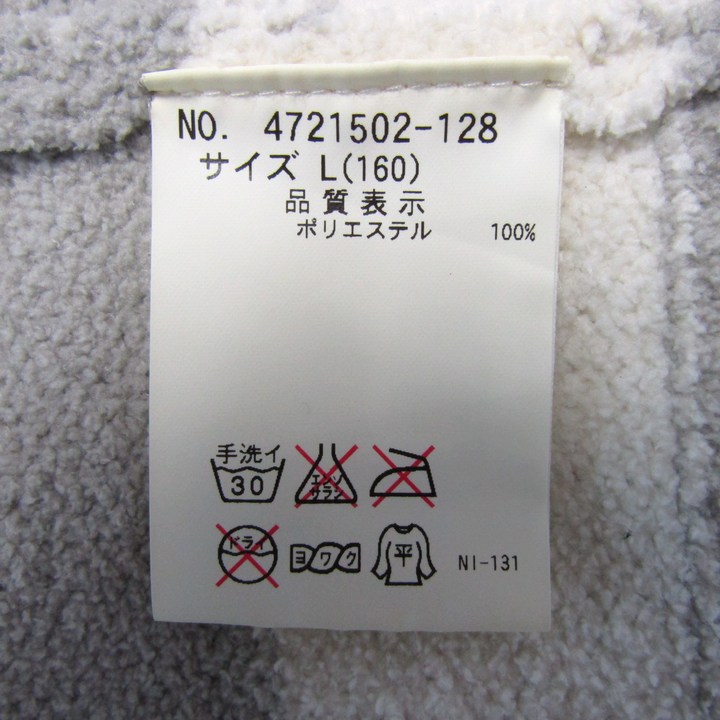 NO. 4721502-128
サイズ L(160)
品質表示
ポリエステル 100%
手洗イ
30
エンソ
サラシ
ドライ
ヨワク
平
NI-131